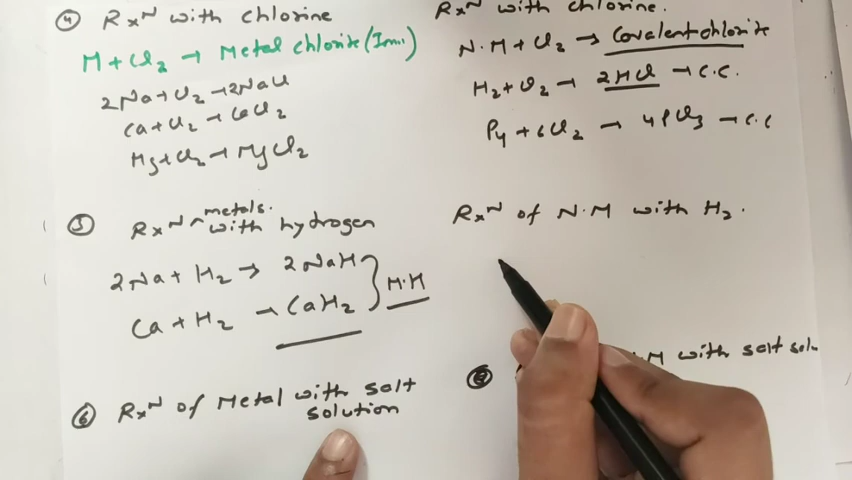 ④ RxN with chlorine
M + Cl2 → Metal chloride (Ioni.)
2Na + Cl2 → 2NaCl
Ca + Cl2 → CaCl2
Mg + Cl2 → MgCl2
⑤ RxN metals. with hydrogen
2Na + H2 → 2NaH
Ca + H2 → CaH2
M.H
⑥ RxN of Metal with salt
solution
RxN with chlorine.
N.M + Cl2 → Covalent chloride
H2 + Cl2 → 2HCl → C.C.
P4 + 6Cl2 → 4PCl3 → C.C
RxN of N.M with H2.
M with salt solu